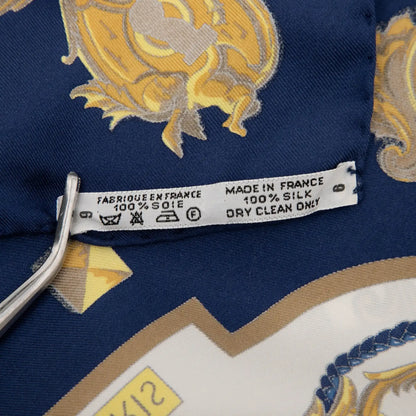 FABRIQUE EN FRANCE
100% SOIE
F
MADE IN FRANCE
100% SILK
DRY CLEAN ONLY